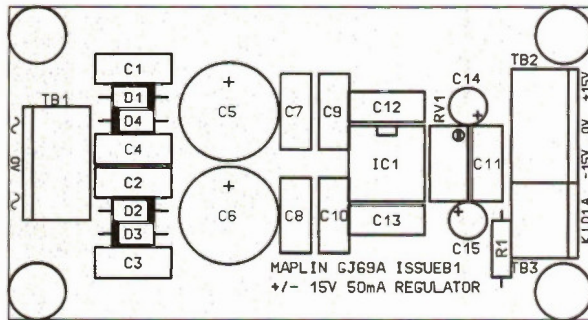 C1
TB1
D1
D4
C4
C2
D2
D3
C3
~
0V
~
C5
C6
C7
C8
C9
C10
C12
IC1
C13
RV1
C14
C11
C15
R1
TB2
TB3
+15V
0V
-15V
MAPLIN GJ69A ISSUEB1
+/- 15V 50mA REGULATOR